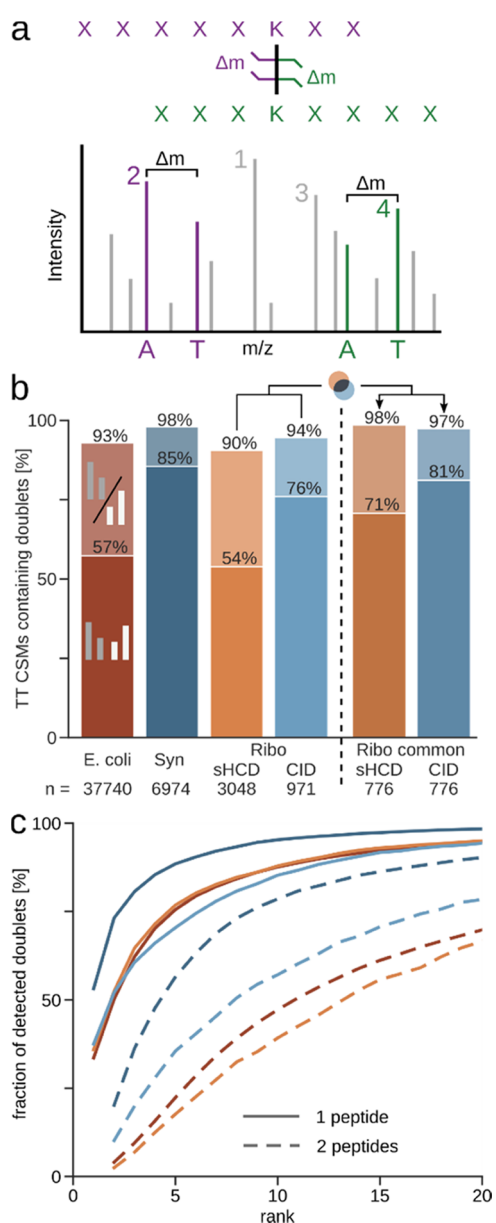 a
X X X X X K X X
Δm
Δm
X X X K X X X X
Intensity
2
Δm
1
3
Δm
4
A T m/z A T
b
TT CSMs containing doublets [%]
100
50
0
93%
57%
98%
85%
90%
54%
94%
76%
98%
71%
97%
81%
E. coli Syn Ribo Ribo common
sHCD CID sHCD CID
n = 37740 6974 3048 971 776 776
c
fraction of detected doublets [%]
100
50
0
1 peptide
2 peptides
0 5 10 15 20
rank